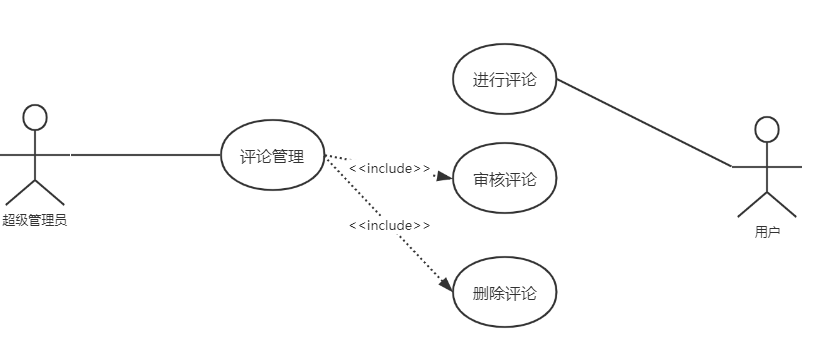 进行评论
评论管理
<<include>>
审核评论
超级管理员
<<include>>
用户
删除评论